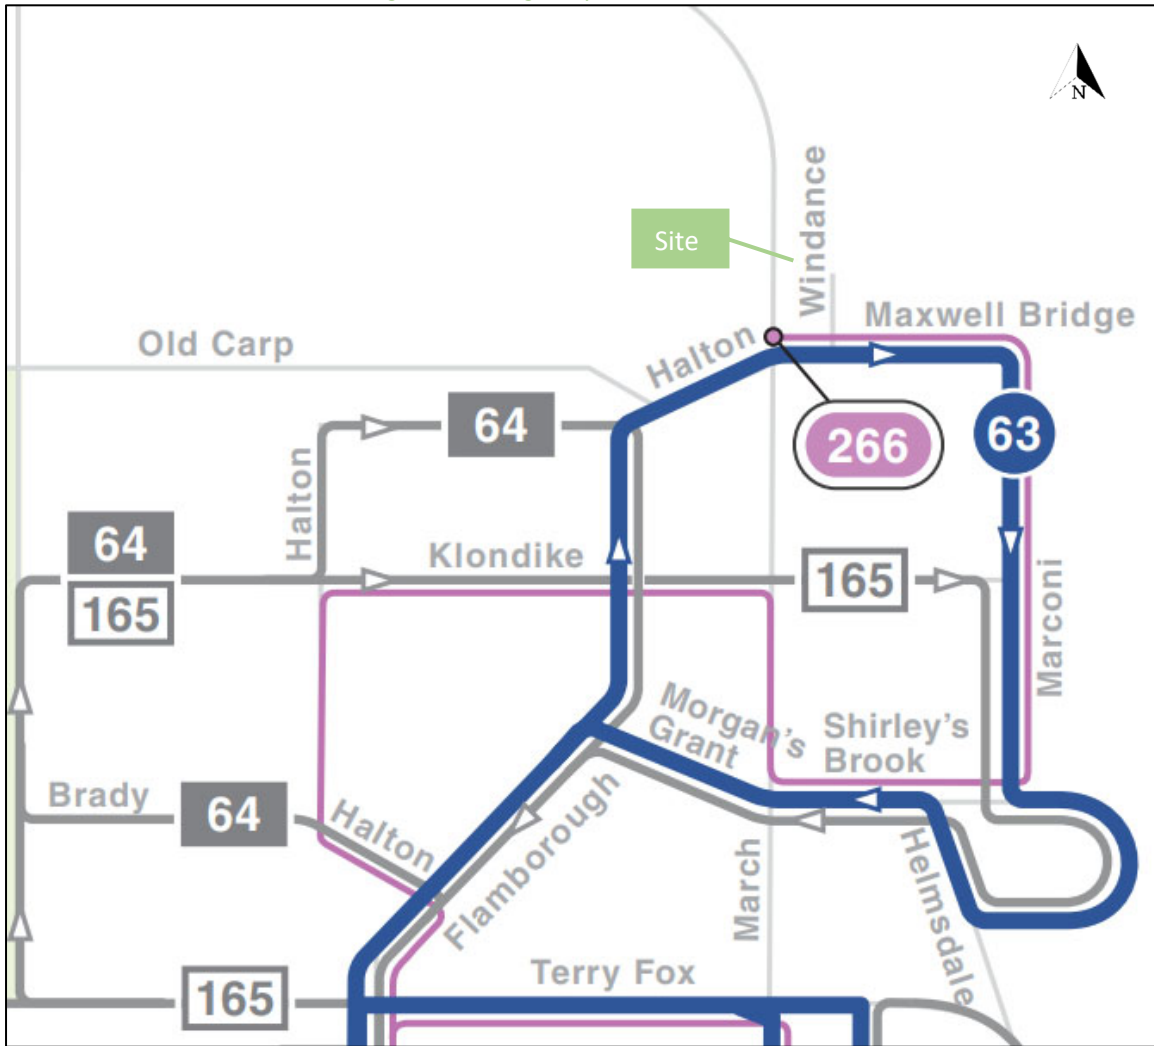 N
Windance
Site
Maxwell Bridge
Old Carp
Halton
64
63
266
Halton
Klondike
64
165
165
Marconi
Morgan's
Grant
Shirley's
Brook
Brady
64
Halton
Flamborough
March
Helmsdale
Terry Fox
165